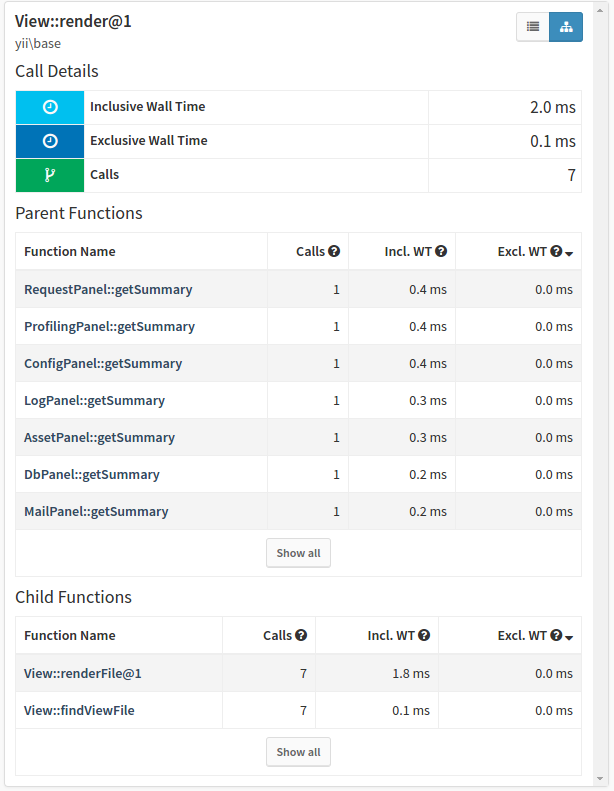 View::render@1
yii\base
Call Details
Inclusive Wall Time 2.0 ms
Exclusive Wall Time 0.1 ms
Calls 7
Parent Functions
Function Name Calls Incl. WT Excl. WT
RequestPanel::getSummary 1 0.4 ms 0.0 ms
ProfilingPanel::getSummary 1 0.4 ms 0.0 ms
ConfigPanel::getSummary 1 0.4 ms 0.0 ms
LogPanel::getSummary 1 0.3 ms 0.0 ms
AssetPanel::getSummary 1 0.3 ms 0.0 ms
DbPanel::getSummary 1 0.2 ms 0.0 ms
MailPanel::getSummary 1 0.2 ms 0.0 ms
Show all
Child Functions
Function Name Calls Incl. WT Excl. WT
View::renderFile@1 7 1.8 ms 0.0 ms
View::findViewFile 7 0.1 ms 0.0 ms
Show all